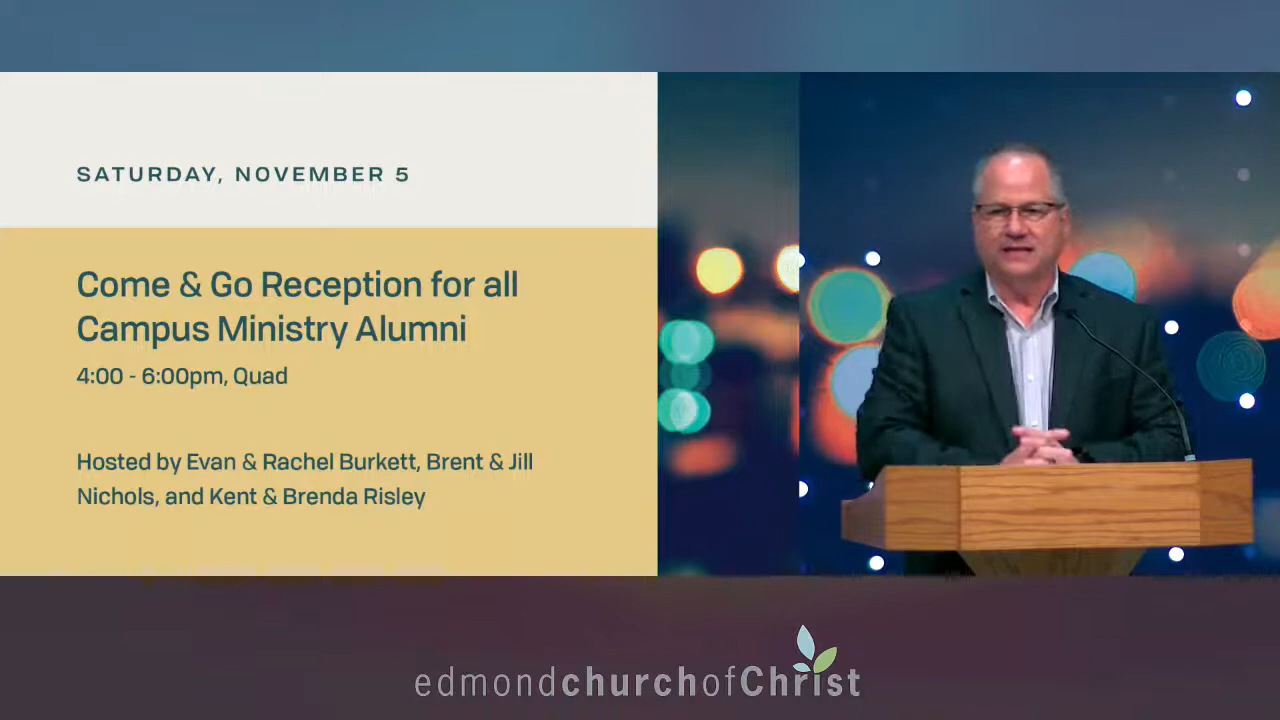 SATURDAY, NOVEMBER 5
Come & Go Reception for all
Campus Ministry Alumni
4:00 - 6:00pm, Quad
Hosted by Evan & Rachel Burkett, Brent & Jill
Nichols, and Kent & Brenda Risley
edmondchurchofChrist